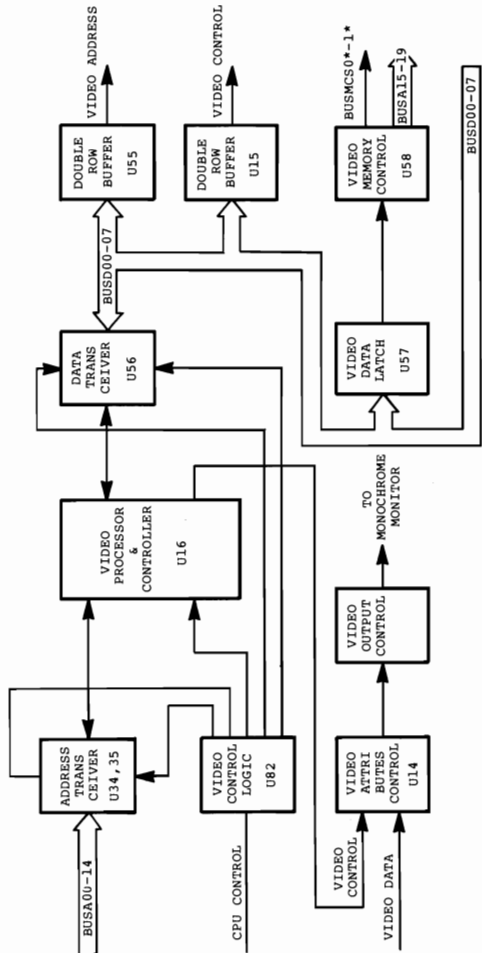 BUSA00-14
ADDRESS
TRANS
CEIVER
U34,35
CPU CONTROL
VIDEO
CONTROL
LOGIC
U82
VIDEO
PROCESSOR
&
CONTROLLER
U16
DATA
TRANS
CEIVER
U56
BUSD00-07
DOUBLE
ROW
BUFFER
U55
VIDEO ADDRESS
DOUBLE
ROW
BUFFER
U15
VIDEO CONTROL
VIDEO CONTROL
VIDEO DATA
VIDEO
ATTRI
BUTES
CONTROL
U14
VIDEO
OUTPUT
CONTROL
TO
MONOCHROME
MONITOR
VIDEO
DATA
LATCH
U57
VIDEO
MEMORY
CONTROL
U58
BUSMCS0*-1*
BUSA15-19
BUSD00-07